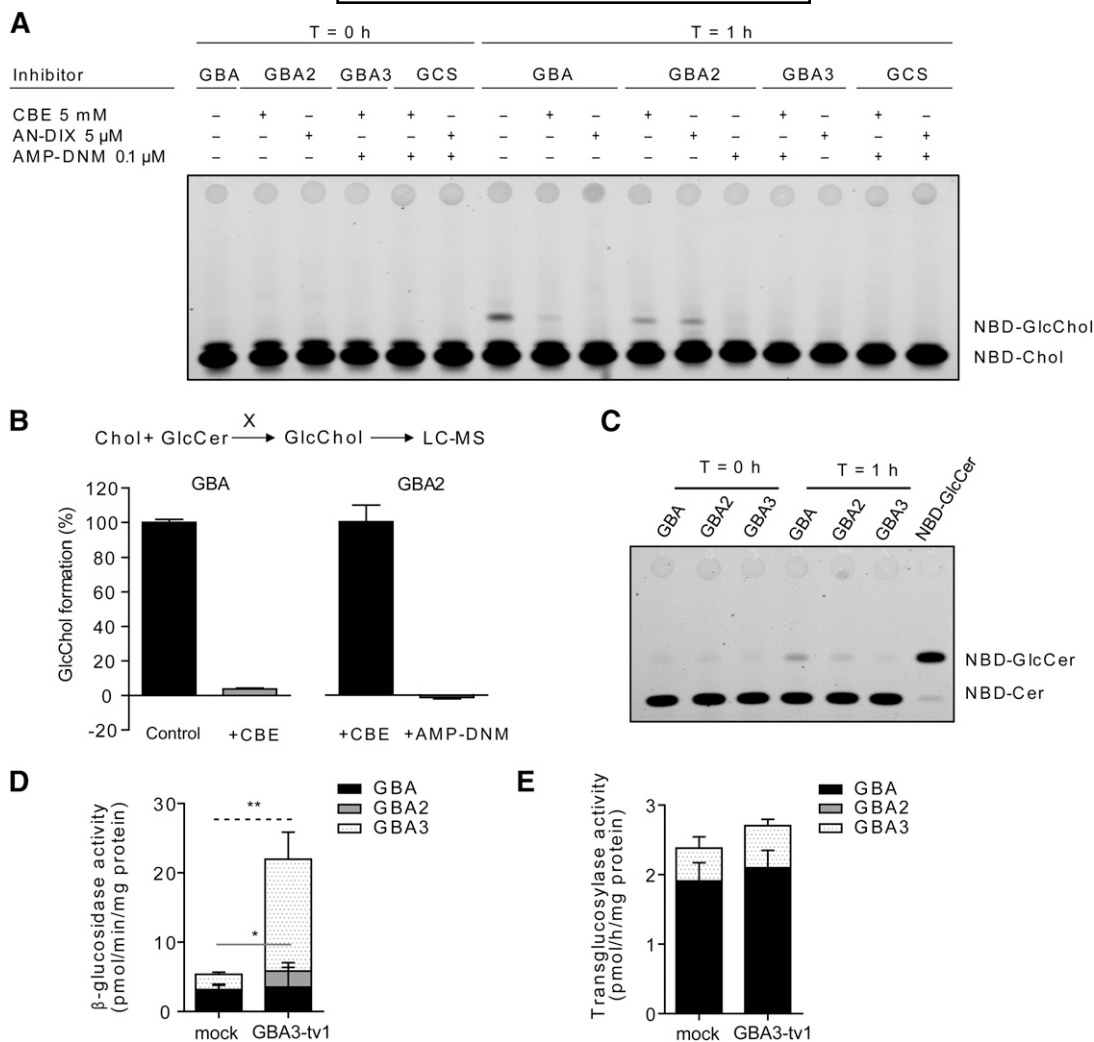 A
T = 0 h T = 1 h
Inhibitor GBA GBA2 GBA3 GCS GBA GBA2 GBA3 GCS
CBE 5 mM – + – + + – – + – + – – + – + –
AN-DIX 5 µM – – + – – + – – + – + – – + – +
AMP-DNM 0.1 µM – – – + + + – – – – – + + – + +
NBD-GlcChol
NBD-Chol
B
X
Chol+ GlcCer GlcChol LC-MS
GBA GBA2
GlcChol formation (%)
120
100
80
60
40
20
0
-20
Control +CBE +CBE +AMP-DNM
C
T = 0 h T = 1 h
GBA GBA2 GBA3 GBA GBA2 GBA3 NBD-GlcCer
NBD-GlcCer
NBD-Cer
D
β-glucosidase activity
(pmol/min/mg protein)
30
20
10
0
**
*
mock GBA3-tv1
GBA
GBA2
GBA3
E
Transglucosylase activity
(pmol/h/mg protein)
3
2
1
0
mock GBA3-tv1
GBA
GBA2
GBA3